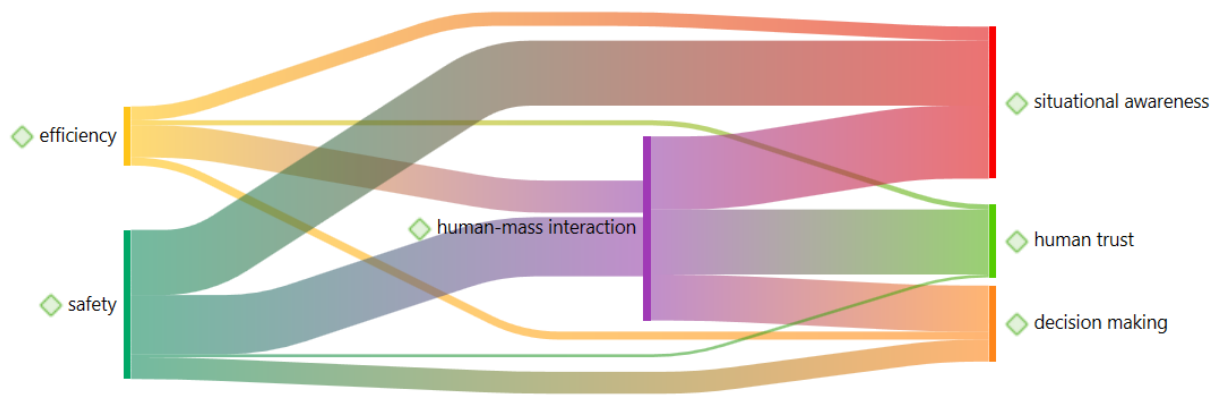 situational awareness
efficiency
human-mass interaction
human trust
safety
decision making